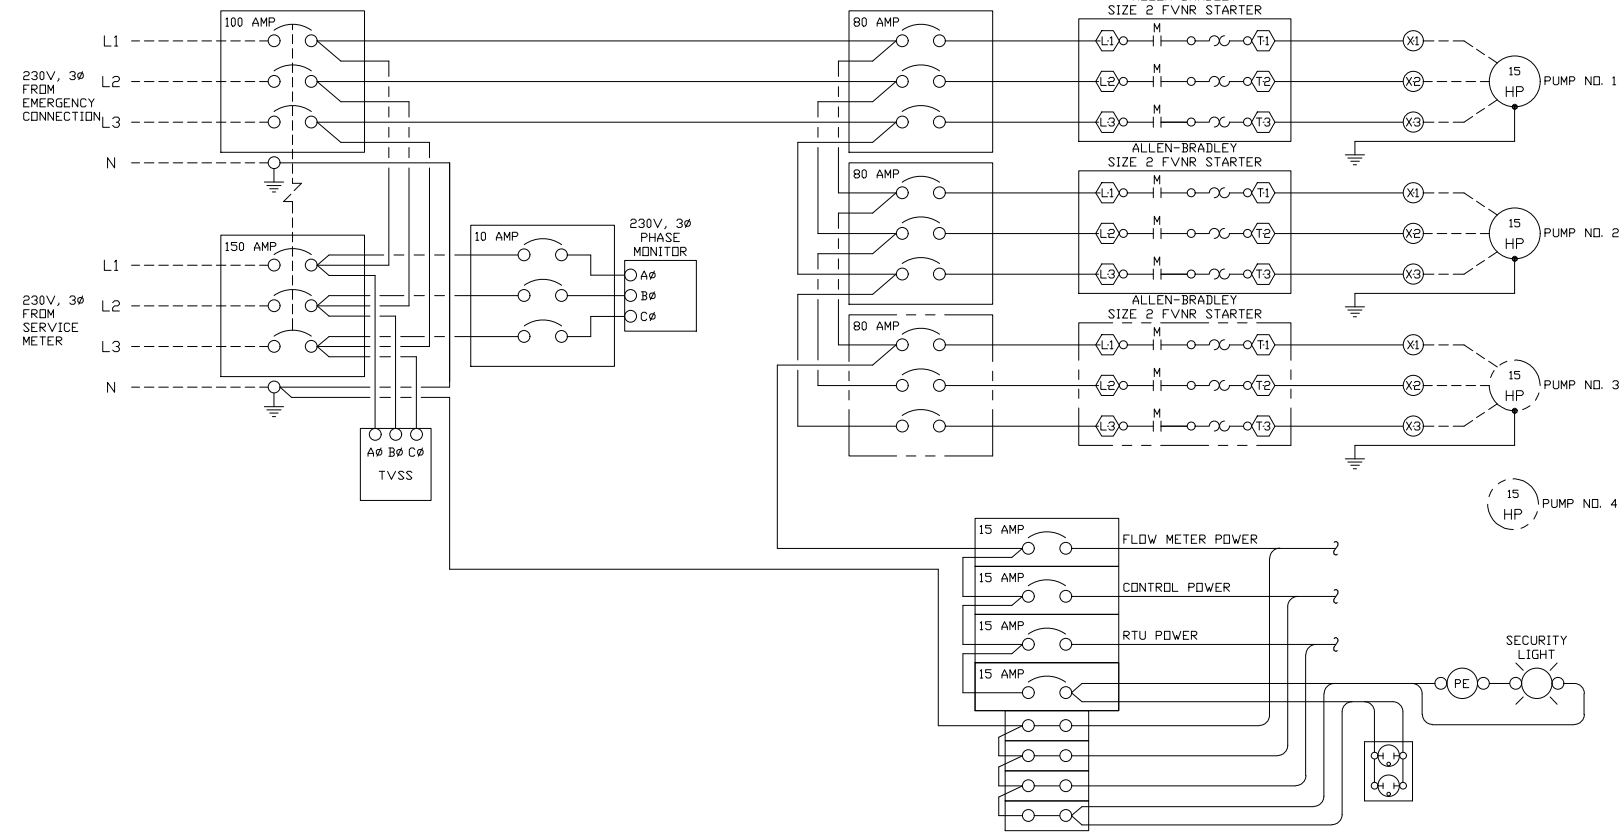 100 AMP
L1
L2
L3
N
230V, 3Ø
FROM
EMERGENCY
CONNECTION
150 AMP
L1
L2
L3
N
230V, 3Ø
FROM
SERVICE
METER
10 AMP
230V, 3Ø
PHASE
MONITOR
AØ
BØ
CØ
AØ BØ CØ
TVSS
80 AMP
ALLEN-BRADLEY
SIZE 2 FVNR STARTER
L1 M T1 X1
L2 M T2 X2
L3 M T3 X3
15
HP
PUMP NO. 1
80 AMP
ALLEN-BRADLEY
SIZE 2 FVNR STARTER
L1 M T1 X1
L2 M T2 X2
L3 M T3 X3
15
HP
PUMP NO. 2
80 AMP
ALLEN-BRADLEY
SIZE 2 FVNR STARTER
L1 M T1 X1
L2 M T2 X2
L3 M T3 X3
15
HP
PUMP NO. 3
15
HP
PUMP NO. 4
15 AMP
FLOW METER POWER
15 AMP
CONTROL POWER
15 AMP
RTU POWER
15 AMP
SECURITY
LIGHT
PE